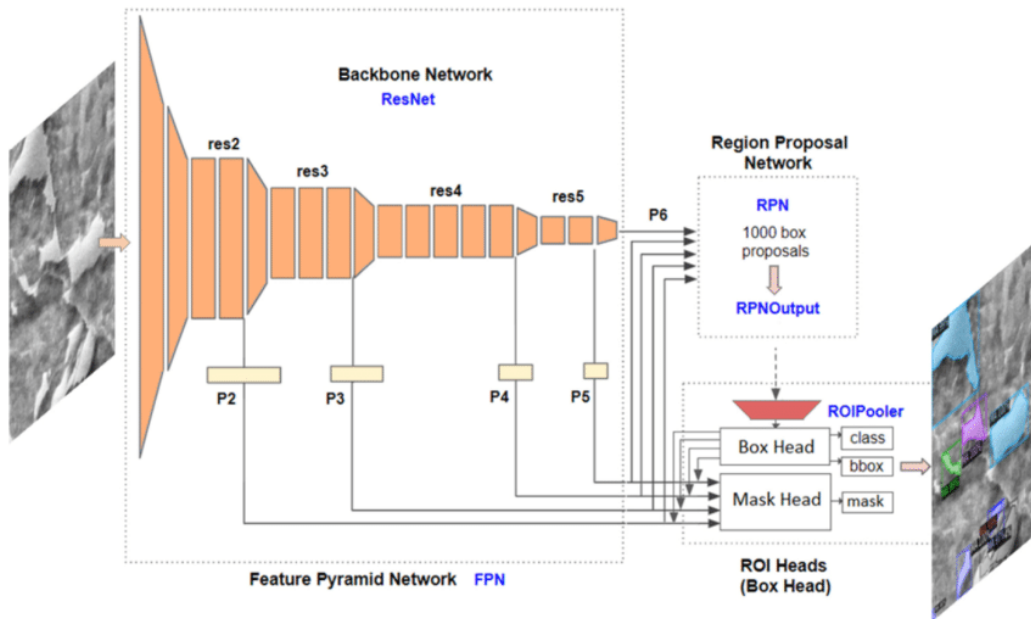 Backbone Network
ResNet
res2
res3
res4
res5
P6
Region Proposal
Network
RPN
1000 box
proposals
RPNOutput
P2
P3
P4
P5
ROIPooler
Box Head
class
bbox
Mask Head
mask
Feature Pyramid Network FPN
ROI Heads
(Box Head)